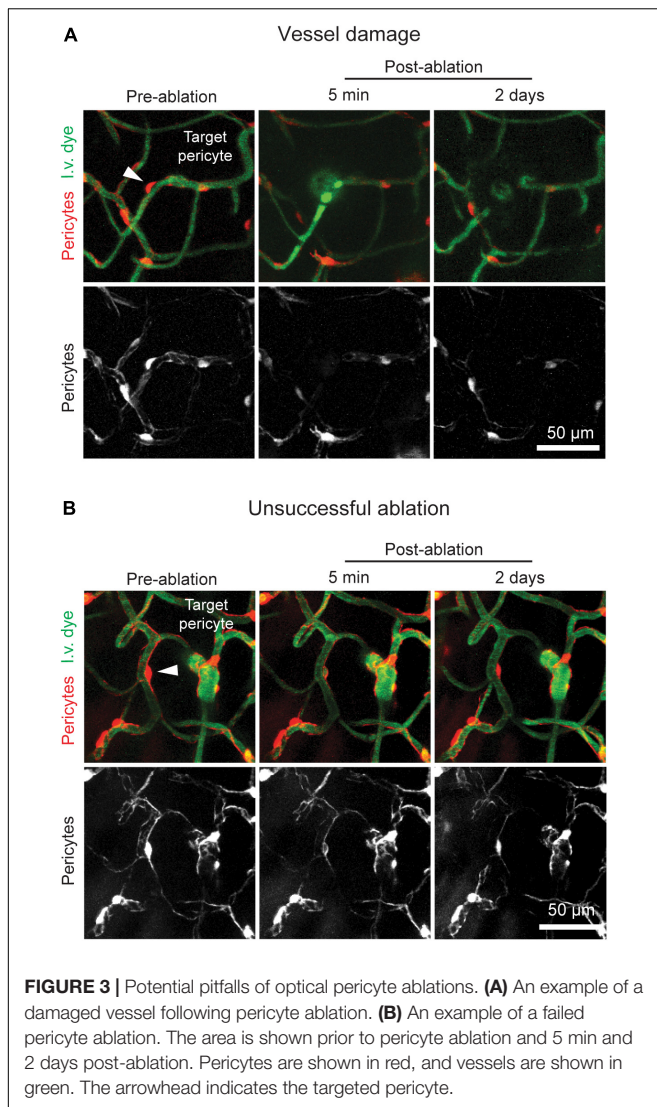 A
Vessel damage
Post-ablation
Pre-ablation
5 min
2 days
Target
pericyte
Pericytes I.v. dye
Pericytes
50 µm
B
Unsuccessful ablation
Post-ablation
Pre-ablation
5 min
2 days
Target
pericyte
Pericytes I.v. dye
Pericytes
50 µm
FIGURE 3 | Potential pitfalls of optical pericyte ablations. (A) An example of a
damaged vessel following pericyte ablation. (B) An example of a failed
pericyte ablation. The area is shown prior to pericyte ablation and 5 min and
2 days post-ablation. Pericytes are shown in red, and vessels are shown in
green. The arrowhead indicates the targeted pericyte.